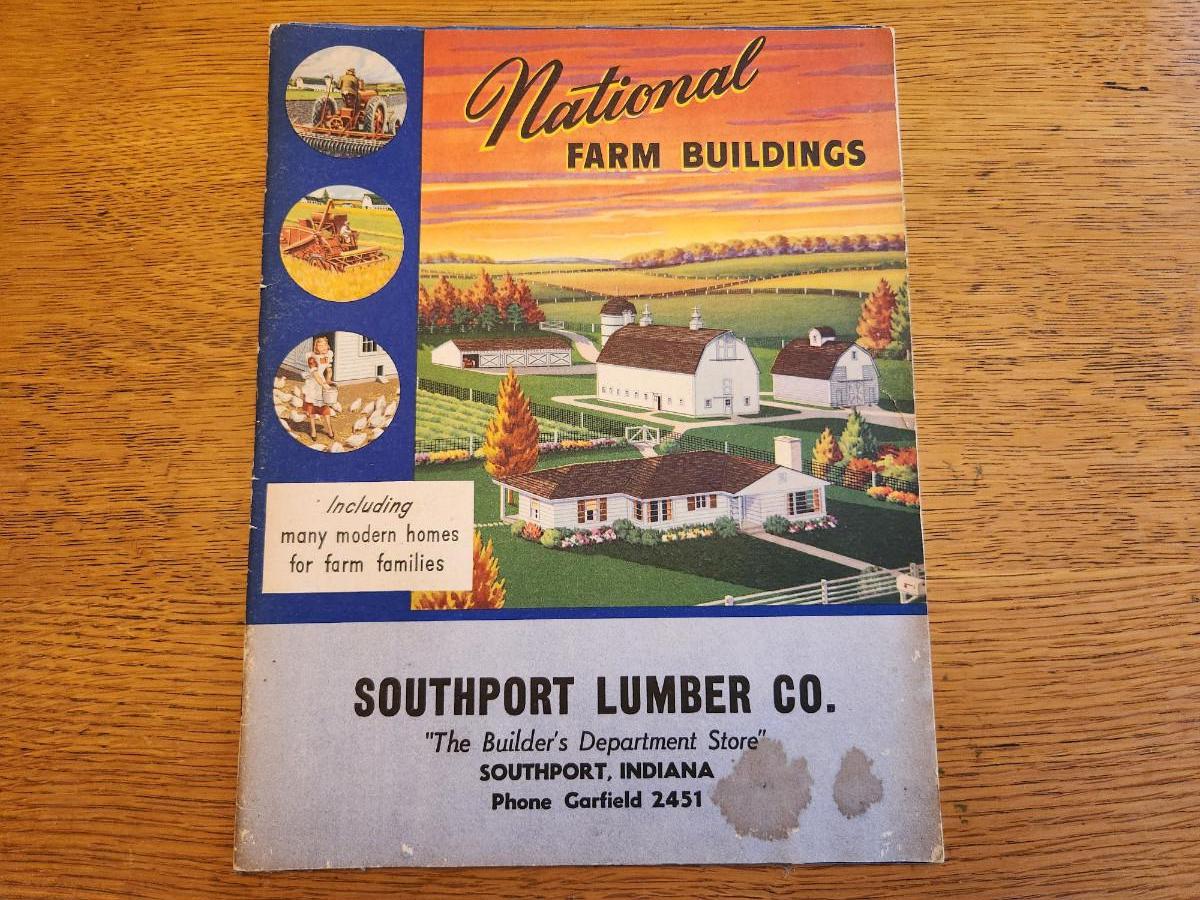 National
FARM BUILDINGS
Including
many modern homes
for farm families
SOUTHPORT LUMBER CO.
"The Builder's Department Store"
SOUTHPORT, INDIANA
Phone Garfield 2451